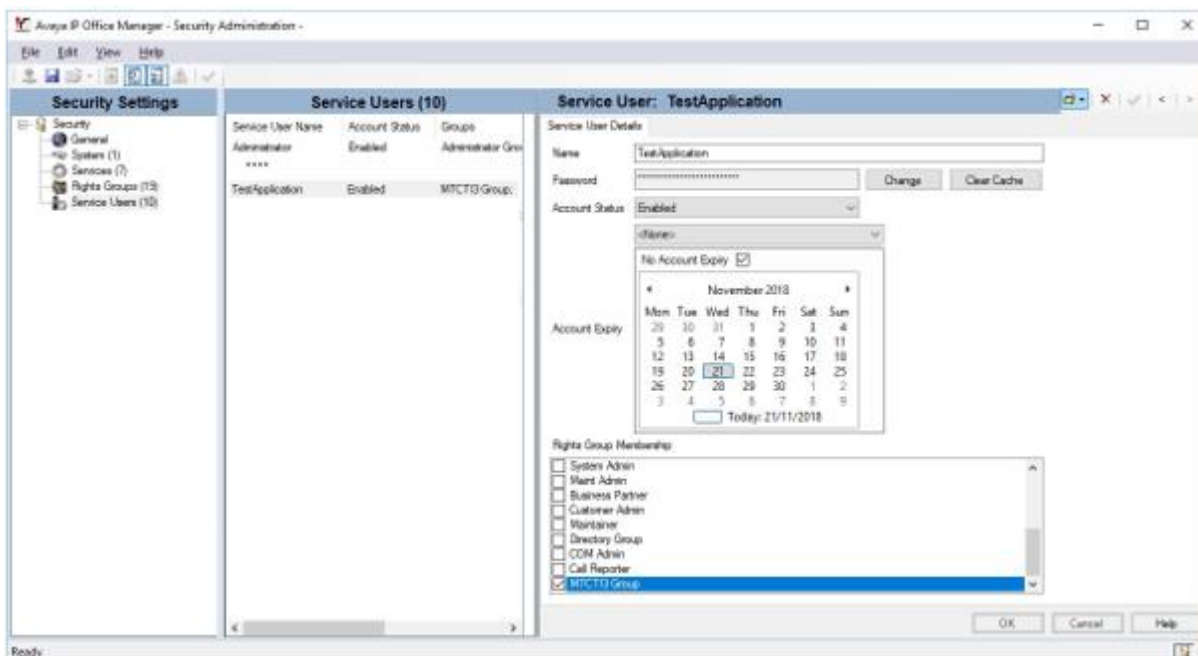 Avaya IP Office Manager - Security Administration -
File Edit View Help
Security Settings
Security
General
System (1)
Services (7)
Rights Groups (19)
Service Users (10)
Service Users (10)
Service User Name Account Status Groups
Administrator Enabled Administrator Gro
****
TestApplication Enabled MTCTI3 Group;
Service User: TestApplication
Service User Details
Name TestApplication
Password ************************ Change Clear Cache
Account Status Enabled
<None>
No Account Expiry
Account Expiry
November 2018
Mon Tue Wed Thu Fri Sat Sun
29 30 31 1 2 3 4
5 6 7 8 9 10 11
12 13 14 15 16 17 18
19 20 21 22 23 24 25
26 27 28 29 30 1 2
3 4 5 6 7 8 9
Today: 21/11/2018
Rights Group Membership
System Admin
Maint Admin
Business Partner
Customer Admin
Maintainer
Directory Group
COM Admin
Call Reporter
MTCTI3 Group
OK Cancel Help
Ready